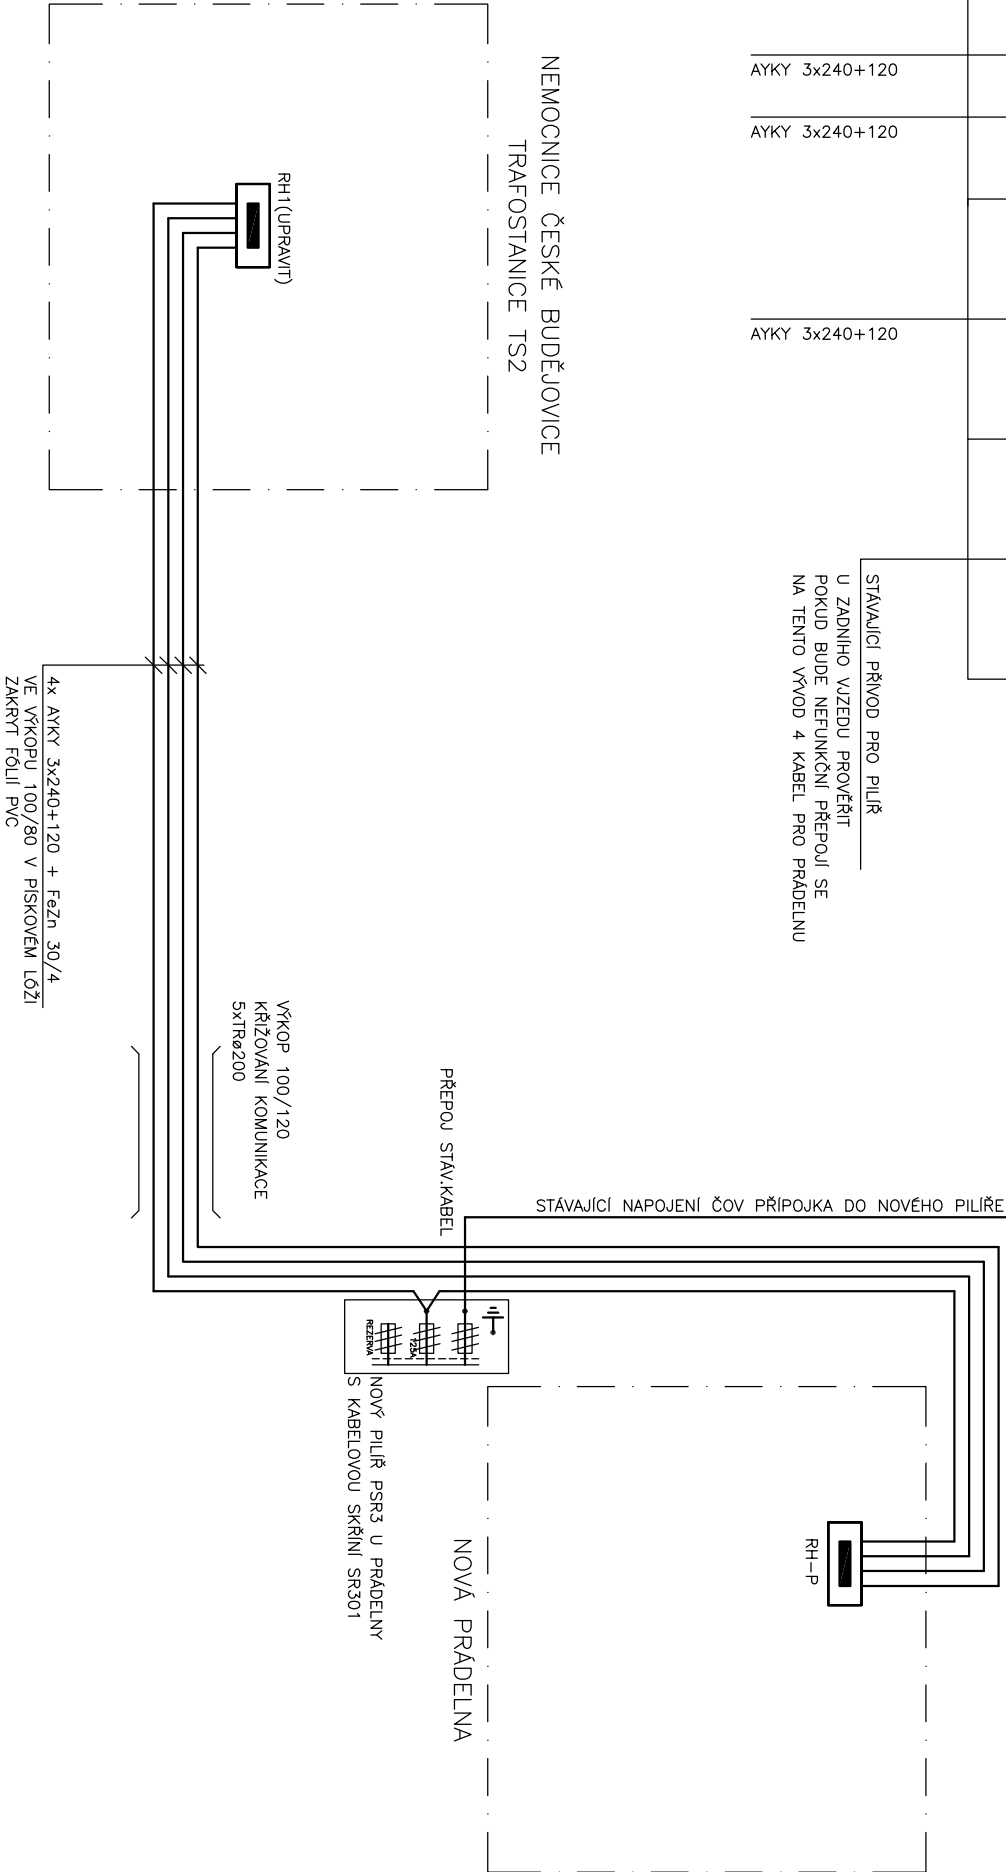 AYKY 3x240+120
AYKY 3x240+120
AYKY 3x240+120
NEMOCNICE ČESKÉ BUDĚJOVICE
TRAFOSTANICE TS2
RH1(UPRAVIT)
STÁVAJÍCÍ PŘÍVOD PRO PILÍŘ
U ZADNÍHO VJZEDU PROVĚŘIT
POKUD BUDE NEFUNKČNÍ PŘEPOJÍ SE
NA TENTO VÝVOD 4 KABEL PRO PRÁDELNU
4x AYKY 3x240+120 + FeZn 30/4
VE VÝKOPU 100/80 V PÍSKOVÉM LÓŽI
ZAKRYT FÓLIÍ PVC
VÝKOP 100/120
KŘIŽOVÁNÍ KOMUNIKACE
5xTRø200
PŘEPOJ STÁV.KABEL
STÁVAJÍCÍ NAPOJENÍ ČOV PŘÍPOJKA DO NOVÉHO PILÍŘE
125A
REZERVA
NOVÝ PILÍŘ PSR3 U PRÁDELNY
S KABELOVOU SKŘÍNÍ SR301
NOVÁ PRÁDELNA
RH-P